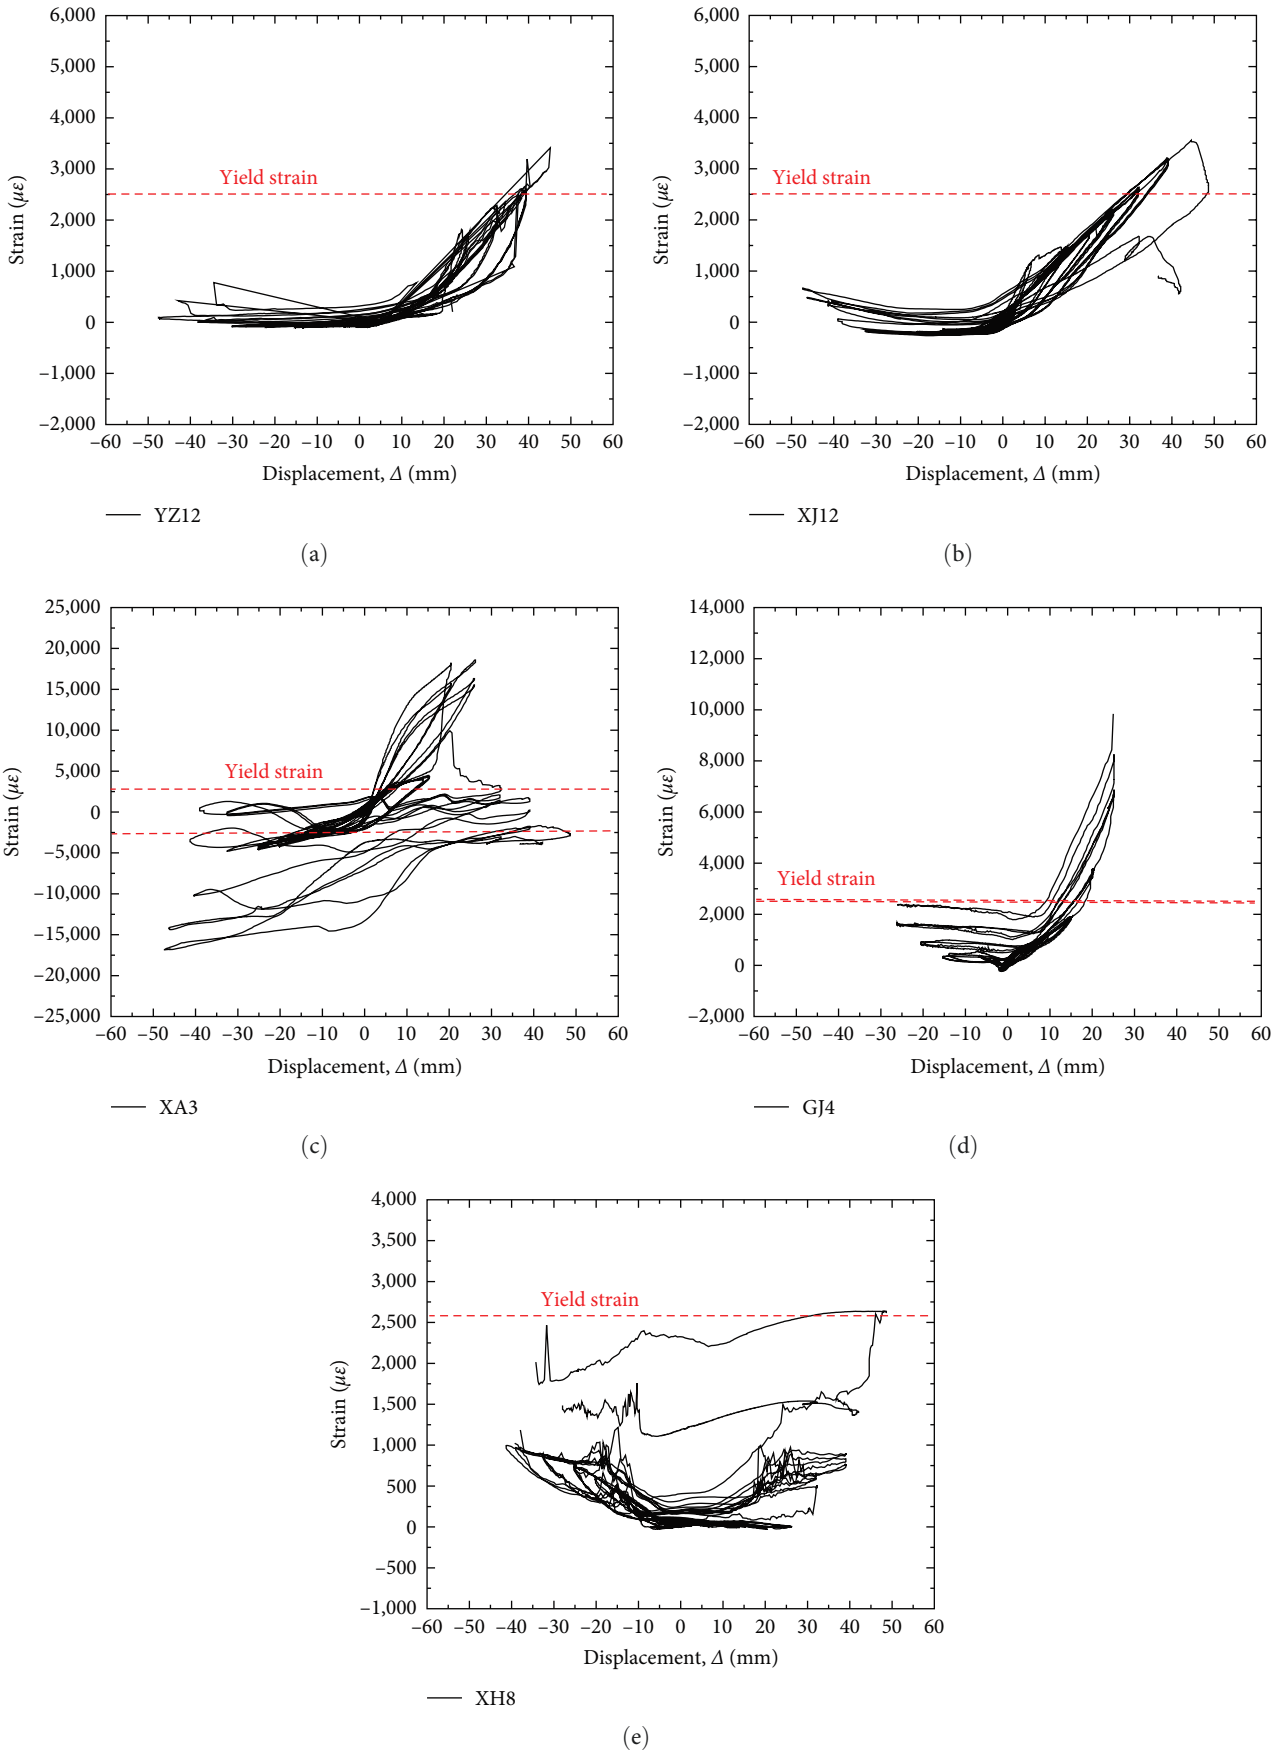 6,000
5,000
4,000
3,000
2,000
1,000
0
–1,000
–2,000
Strain (με)
Yield strain
–60 –50 –40 –30 –20 –10 0 10 20 30 40 50 60
Displacement, Δ (mm)
YZ12
(a)
6,000
5,000
4,000
3,000
2,000
1,000
0
–1,000
–2,000
Strain (με)
Yield strain
–60 –50 –40 –30 –20 –10 0 10 20 30 40 50 60
Displacement, Δ (mm)
XJ12
(b)
25,000
20,000
15,000
10,000
5,000
0
–5,000
–10,000
–15,000
–20,000
–25,000
Strain (με)
Yield strain
–60 –50 –40 –30 –20 –10 0 10 20 30 40 50 60
Displacement, Δ (mm)
XA3
(c)
14,000
12,000
10,000
8,000
6,000
4,000
2,000
0
–2,000
Strain (με)
Yield strain
–60 –50 –40 –30 –20 –10 0 10 20 30 40 50 60
Displacement, Δ (mm)
GJ4
(d)
4,000
3,500
3,000
2,500
2,000
1,500
1,000
500
0
–500
–1,000
Strain (με)
Yield strain
–60 –50 –40 –30 –20 –10 0 10 20 30 40 50 60
Displacement, Δ (mm)
XH8
(e)